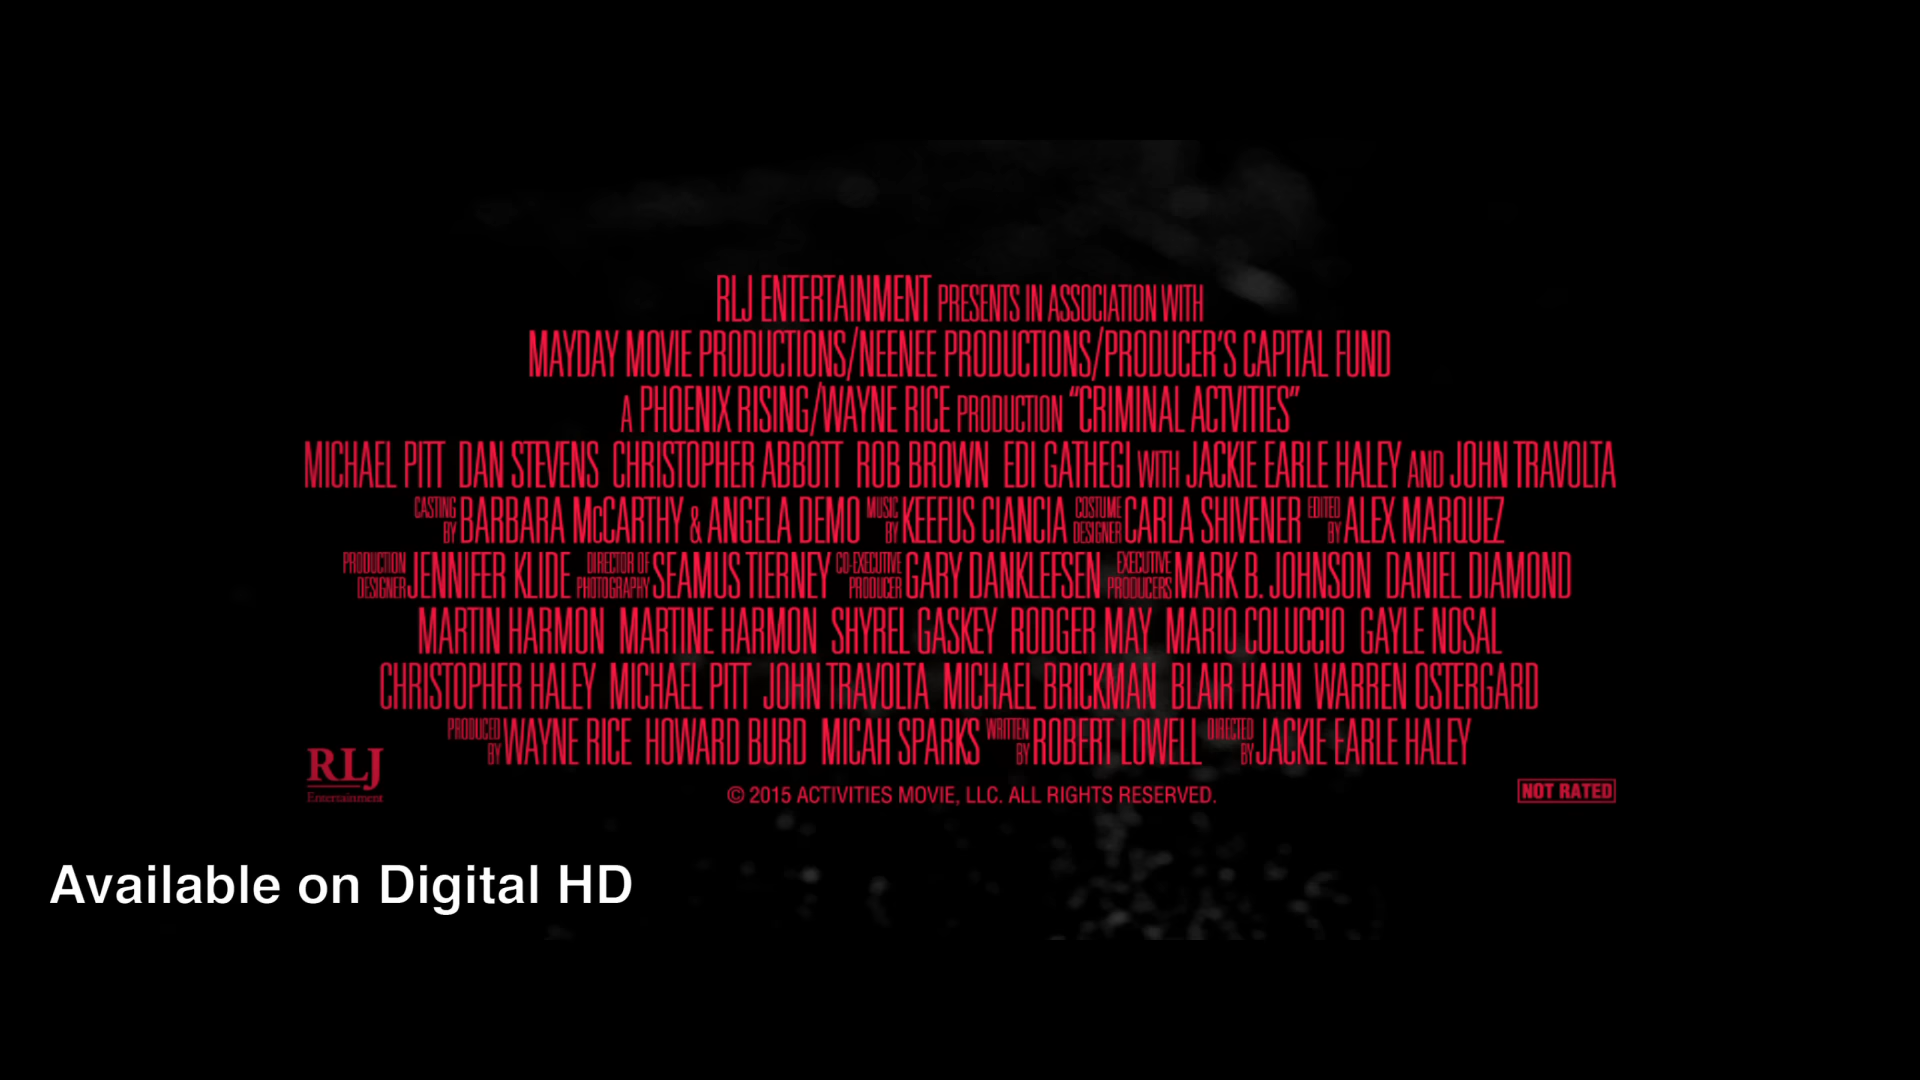 RLJ ENTERTAINMENT PRESENTS IN ASSOCIATION WITH
MAYDAY MOVIE PRODUCTIONS/NEENEE PRODUCTIONS/PRODUCER'S CAPITAL FUND
A PHOENIX RISING/WAYNE RICE PRODUCTION "CRIMINAL ACTVITIES"
MICHAEL PITT DAN STEVENS CHRISTOPHER ABBOTT ROB BROWN EDI GATHEGI WITH JACKIE EARLE HALEY AND JOHN TRAVOLTA
CASTING BY BARBARA McCARTHY & ANGELA DEMO MUSIC BY KEEFUS CIANCIA COSTUME DESIGNER CARLA SHIVENER EDITED BY ALEX MARQUEZ
PRODUCTION DESIGNER JENNIFER KLIDE DIRECTOR OF PHOTOGRAPHY SEAMUS TIERNEY CO-EXECUTIVE PRODUCER GARY DANKLEFSEN EXECUTIVE PRODUCERS MARK B. JOHNSON DANIEL DIAMOND
MARTIN HARMON MARTINE HARMON SHYREL GASKEY RODGER MAY MARIO COLUCCIO GAYLE NOSAL
CHRISTOPHER HALEY MICHAEL PITT JOHN TRAVOLTA MICHAEL BRICKMAN BLAIR HAHN WARREN OSTERGARD
PRODUCED BY WAYNE RICE HOWARD BURD MICAH SPARKS WRITTEN BY ROBERT LOWELL DIRECTED BY JACKIE EARLE HALEY
RLJ
Entertainment
© 2015 ACTIVITIES MOVIE, LLC. ALL RIGHTS RESERVED.
NOT RATED
Available on Digital HD